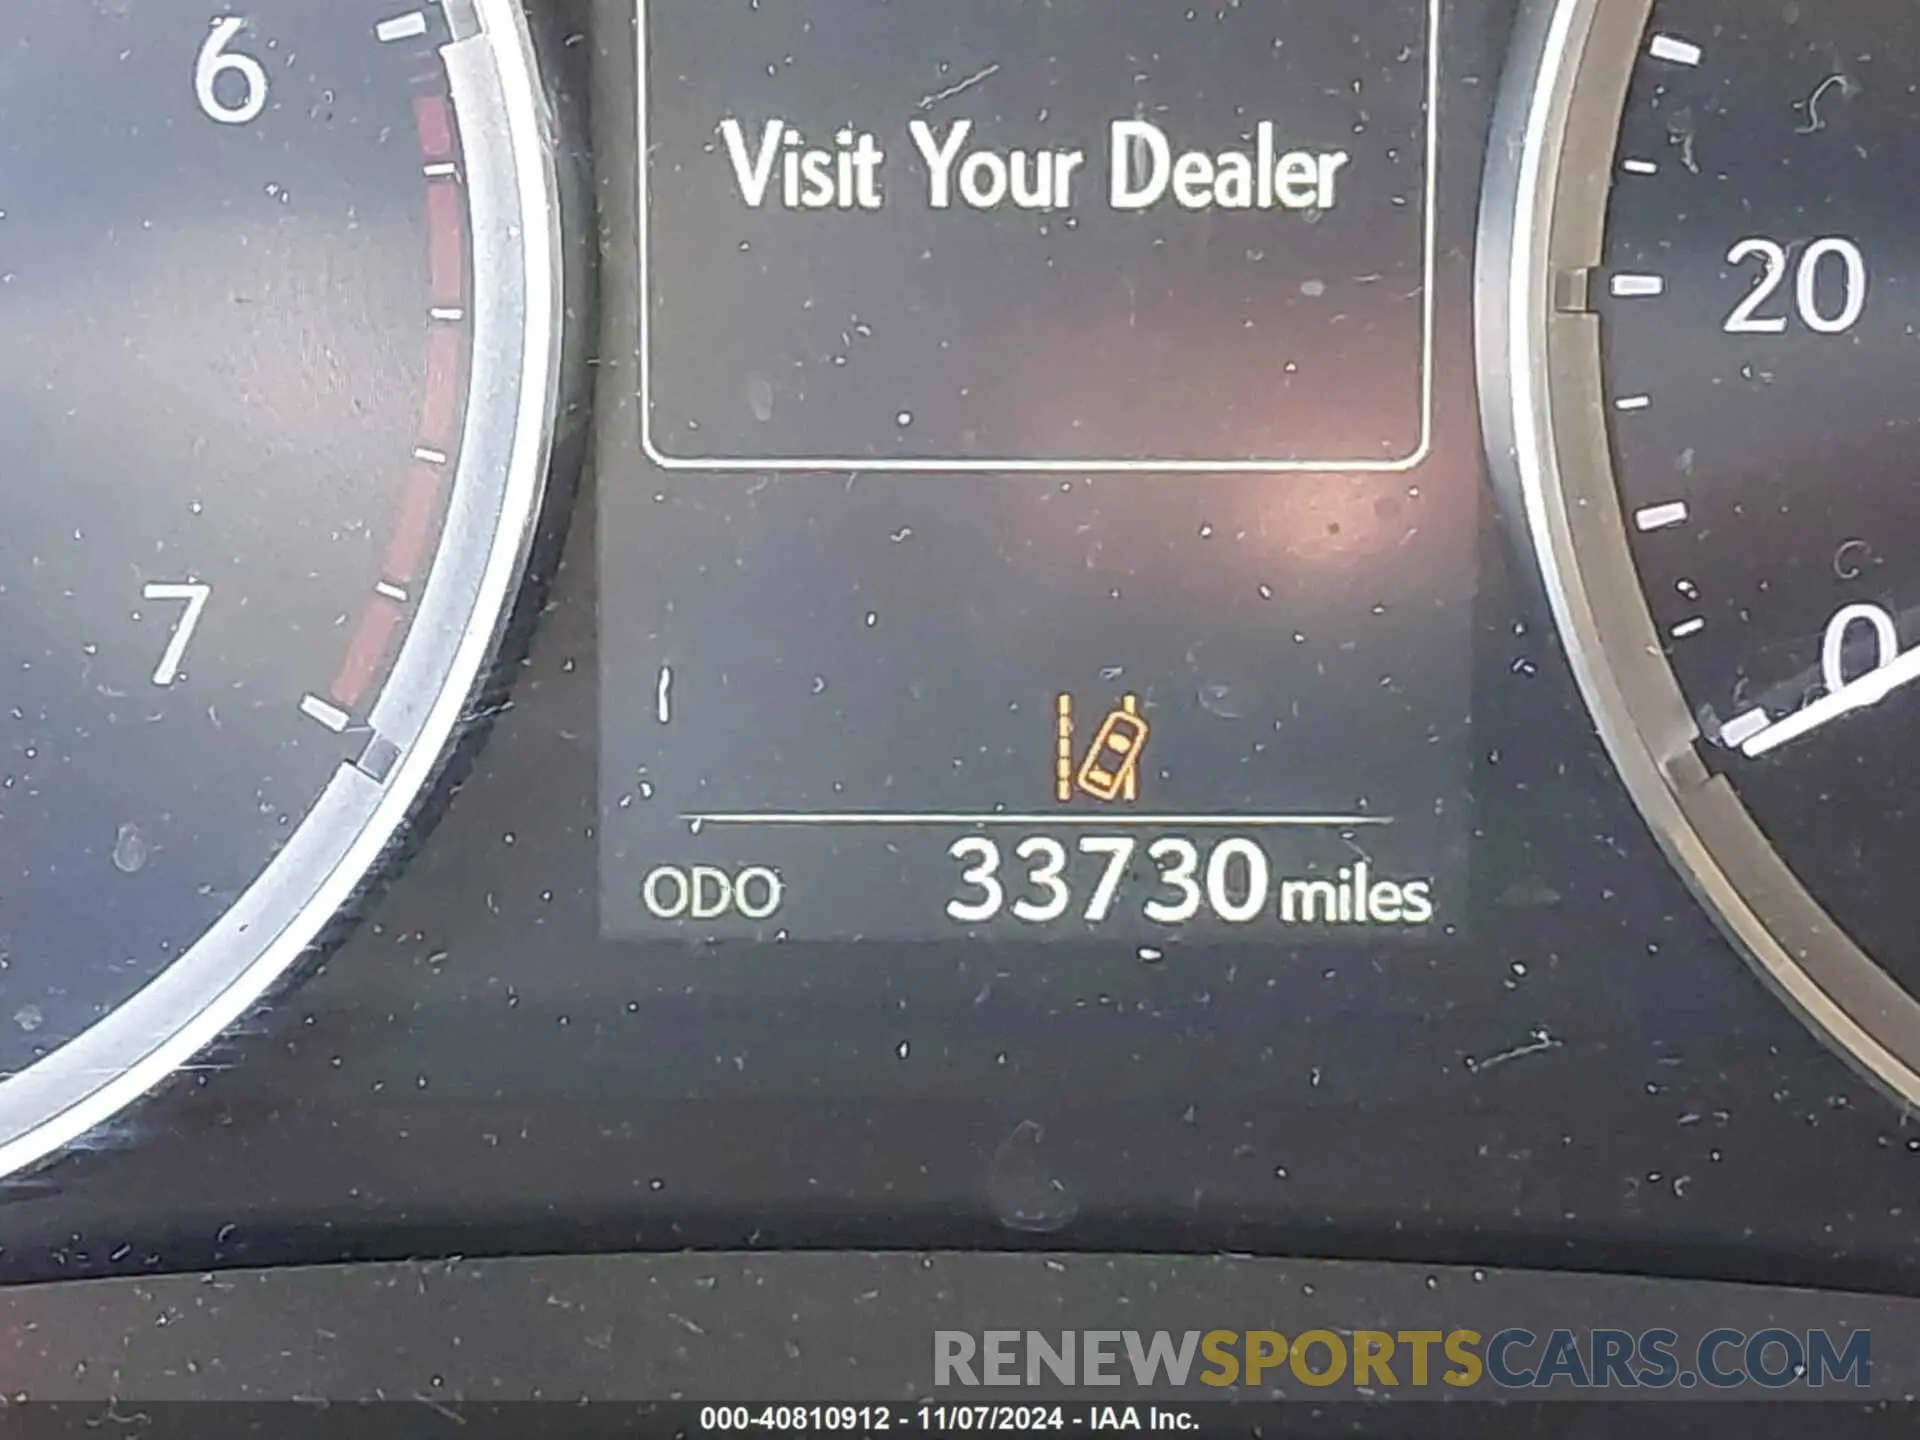 6
Visit Your Dealer
20
7
0
ODO 33730 miles
RENEWSPORTSCARS.COM
000-40810912 - 11/07/2024 - IAA Inc.